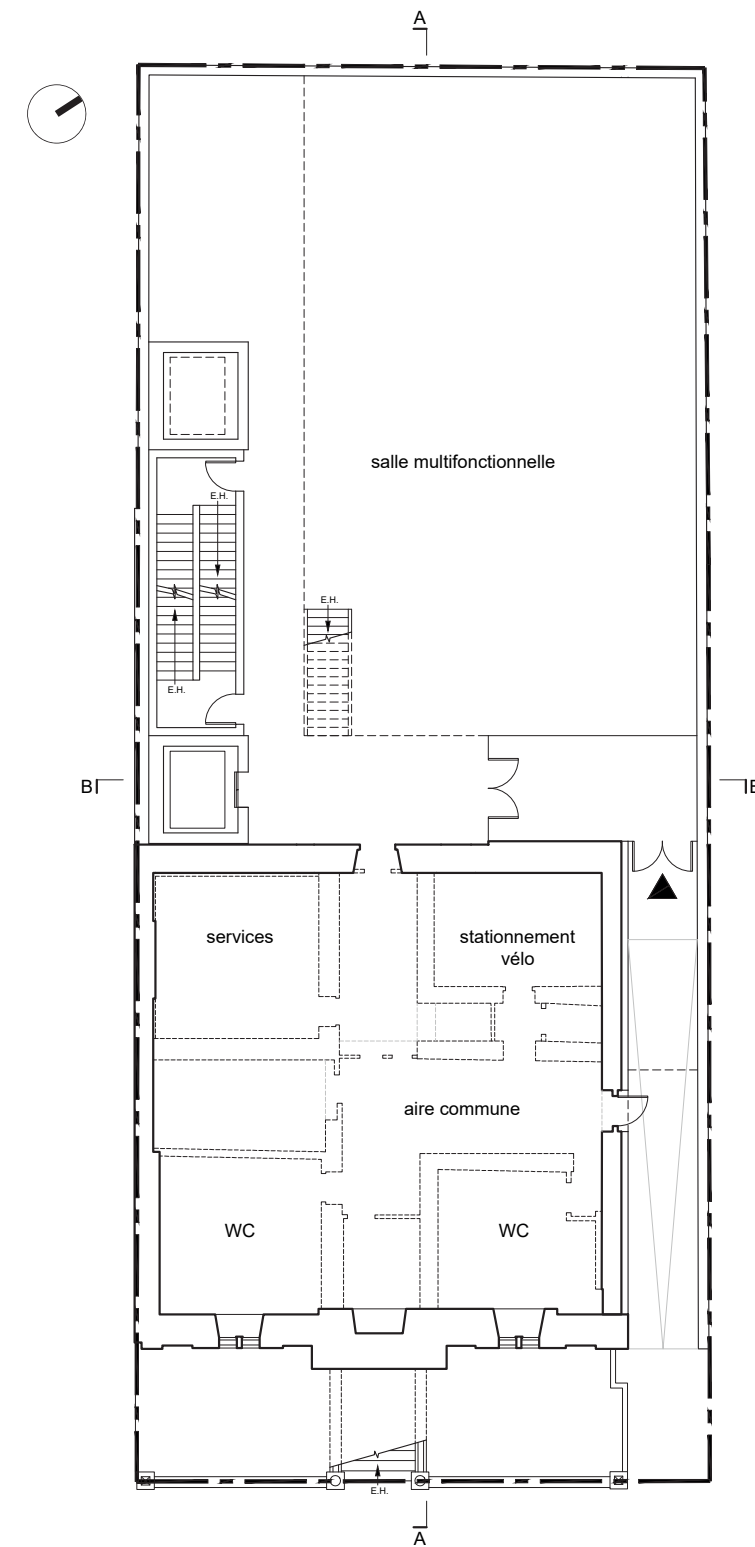 A
salle multifonctionnelle
E.H.
E.H.
E.H.
B
B
services
stationnement
vélo
aire commune
WC
WC
E.H.
A